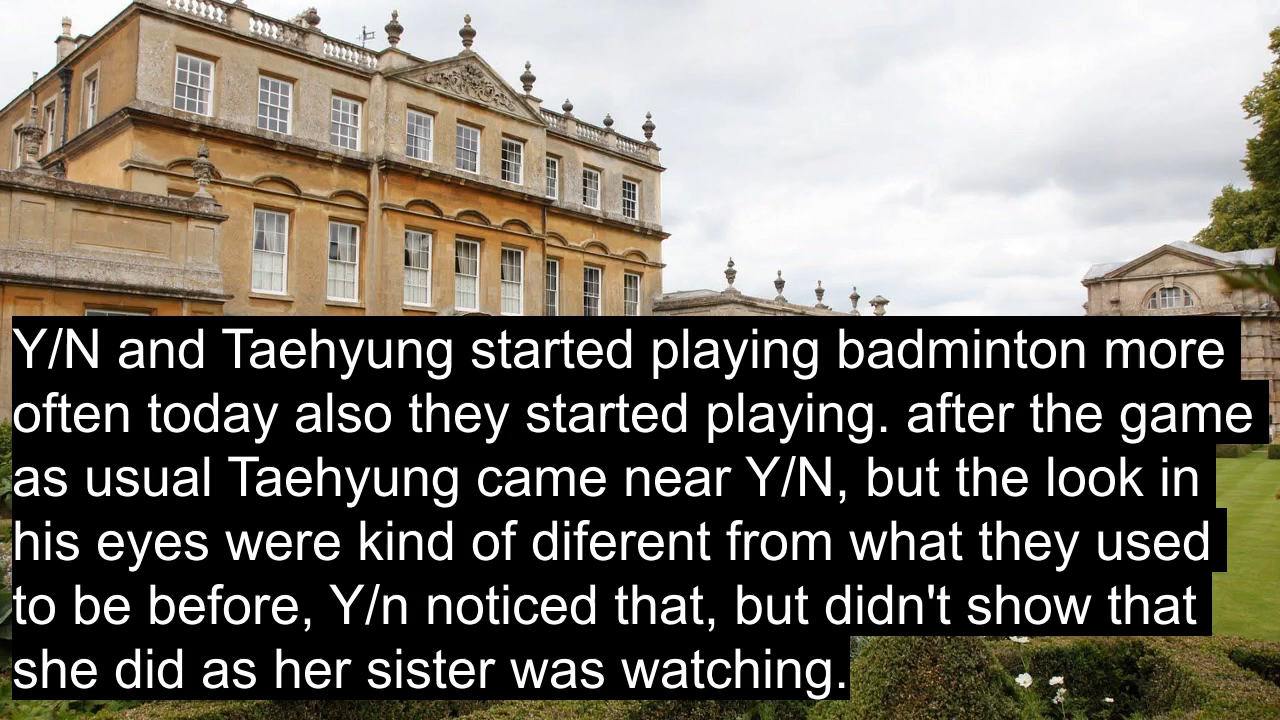 Y/N and Taehyung started playing badminton more
often today also they started playing. after the game
as usual Taehyung came near Y/N, but the look in
his eyes were kind of diferent from what they used
to be before, Y/n noticed that, but didn't show that
she did as her sister was watching.